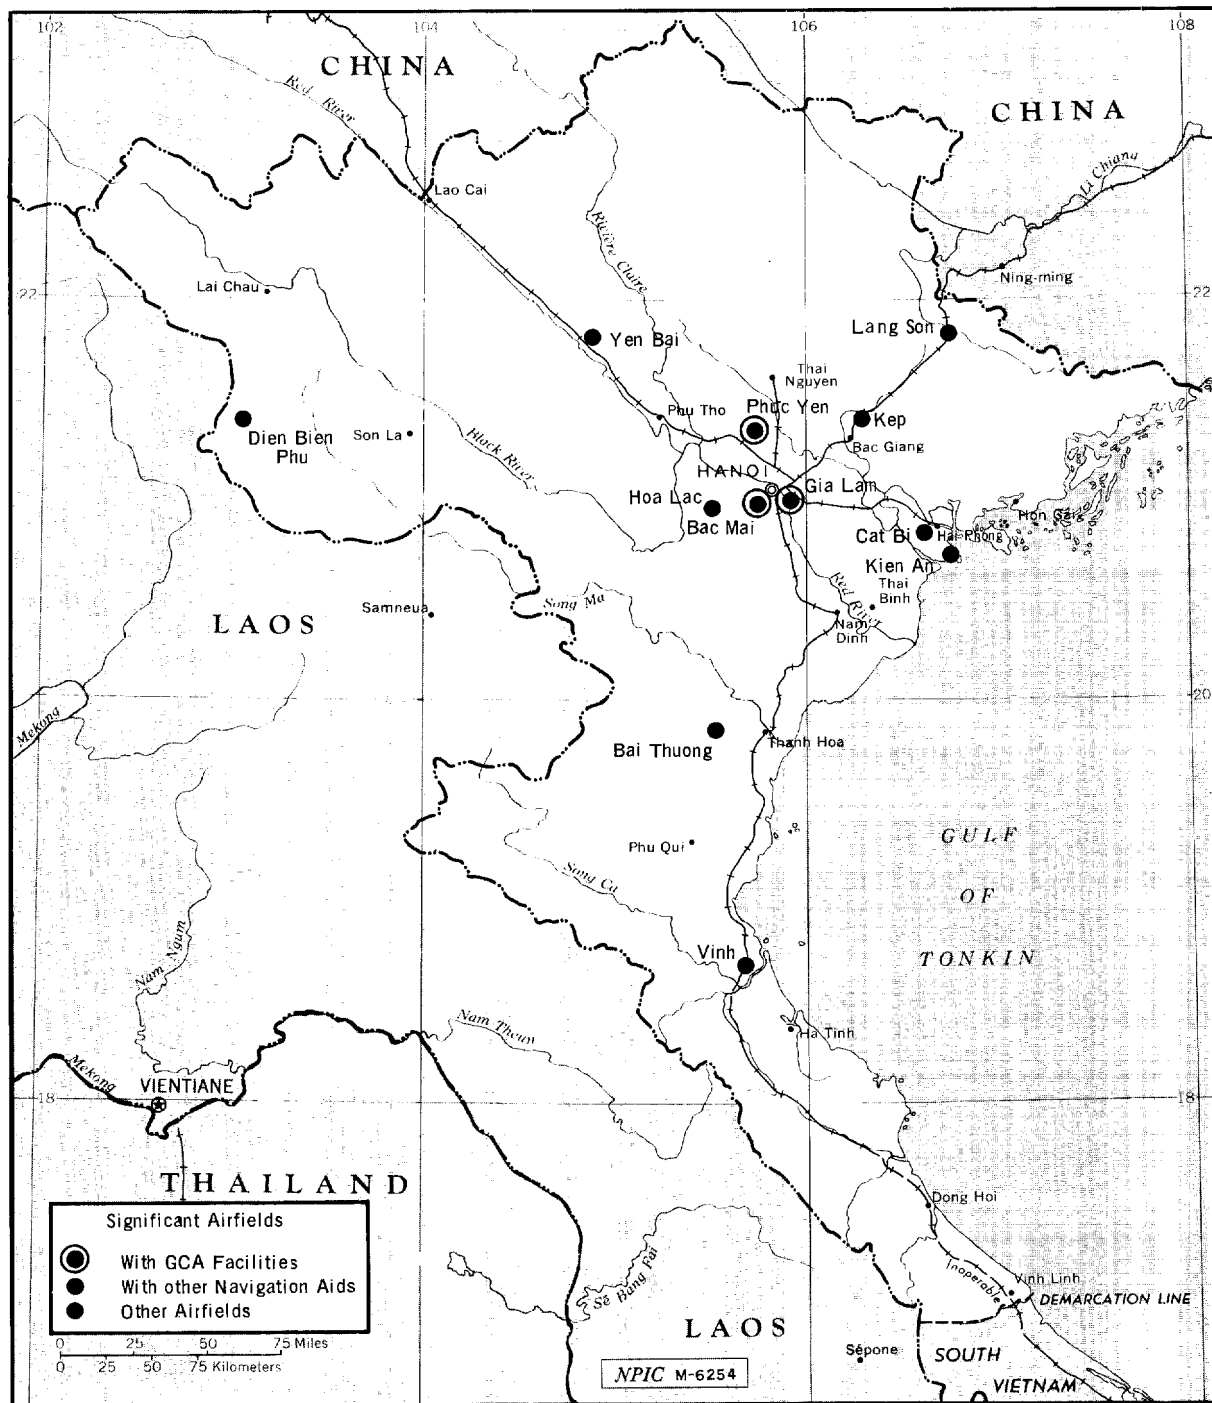 102
104
106
108
CHINA
CHINA
Red River
Li Chiang
Lao Cai
Rivière Claire
Ning-ming
22
22
Lai Chau
Lang Son
Yen Bai
Thai
Nguyen
Phu Tho
Phuc Yen
Kep
Dien Bien
Phu
Son La
Black River
Bac Giang
HANOI
Gia Lam
Hoa Lac
Bac Mai
Hon Gai
Cat Bi
Hai Phong
Kien An
Thai
Binh
Red River
Song Ma
Samneua
Nam
Dinh
LAOS
20
Mekong
Bai Thuong
Thanh Hoa
GULF
OF
TONKIN
Phu Qui
Song Ca
Vinh
Nam Ngum
Nam Theun
Ha Tinh
Mekong
VIENTIANE
18
18
THAILAND
Dong Hoi
Significant Airfields
With GCA Facilities
With other Navigation Aids
Other Airfields
0 25 50 75 Miles
0 25 50 75 Kilometers
Sé Bang Fai
Inoperable
Vinh Linh
DEMARCATION LINE
LAOS
Sépone
SOUTH
VIETNAM
NPIC M-6254